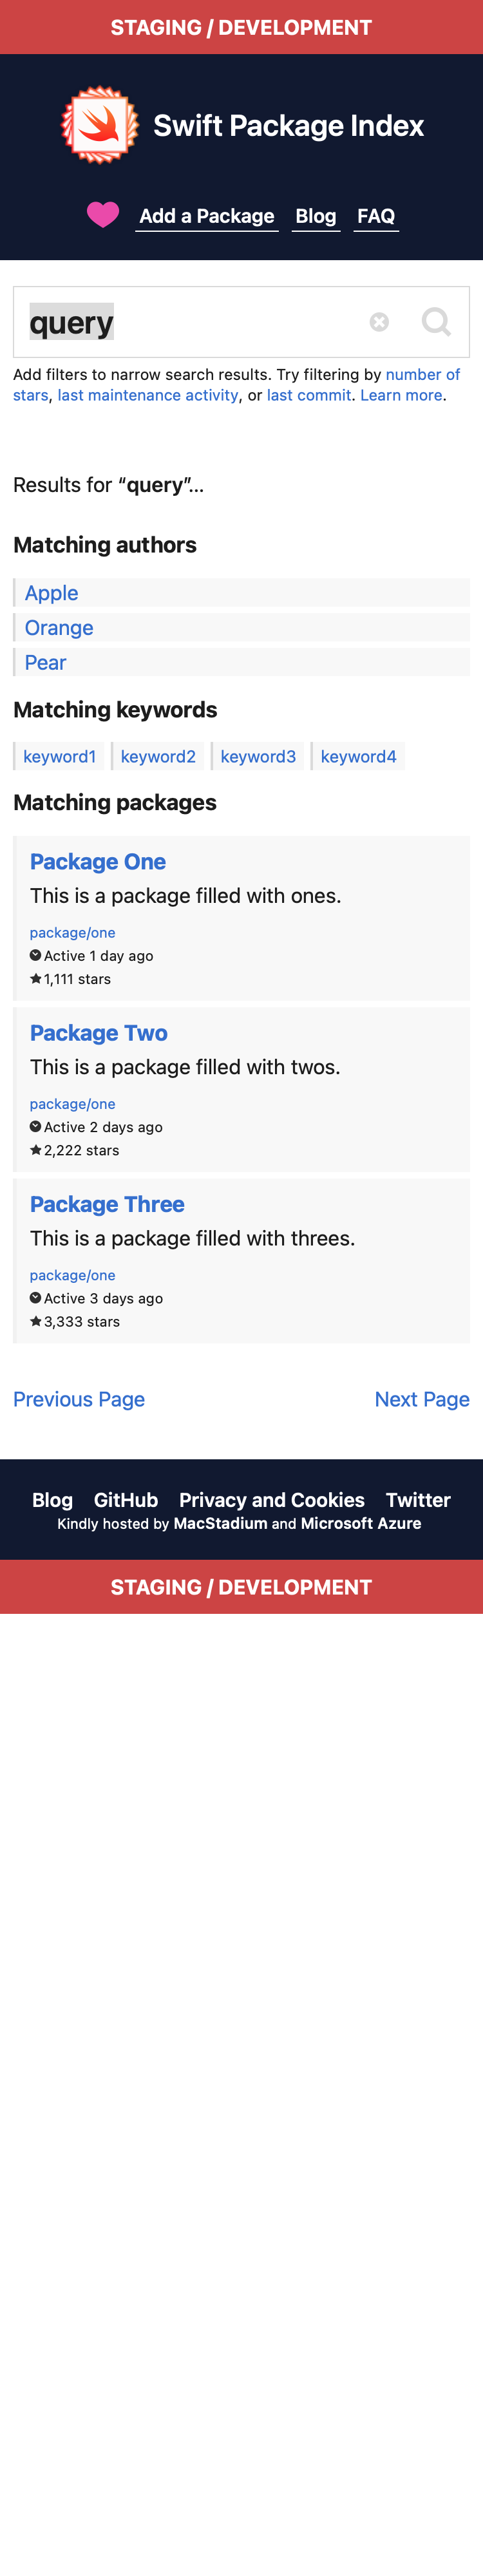 STAGING / DEVELOPMENT
Swift Package Index
Add a Package Blog FAQ
query
Add filters to narrow search results. Try filtering by number of
stars, last maintenance activity, or last commit. Learn more.
Results for “query”…
Matching authors
Apple
Orange
Pear
Matching keywords
keyword1 keyword2 keyword3 keyword4
Matching packages
Package One
This is a package filled with ones.
package/one
Active 1 day ago
1,111 stars
Package Two
This is a package filled with twos.
package/one
Active 2 days ago
2,222 stars
Package Three
This is a package filled with threes.
package/one
Active 3 days ago
3,333 stars
Previous Page Next Page
Blog GitHub Privacy and Cookies Twitter
Kindly hosted by MacStadium and Microsoft Azure
STAGING / DEVELOPMENT